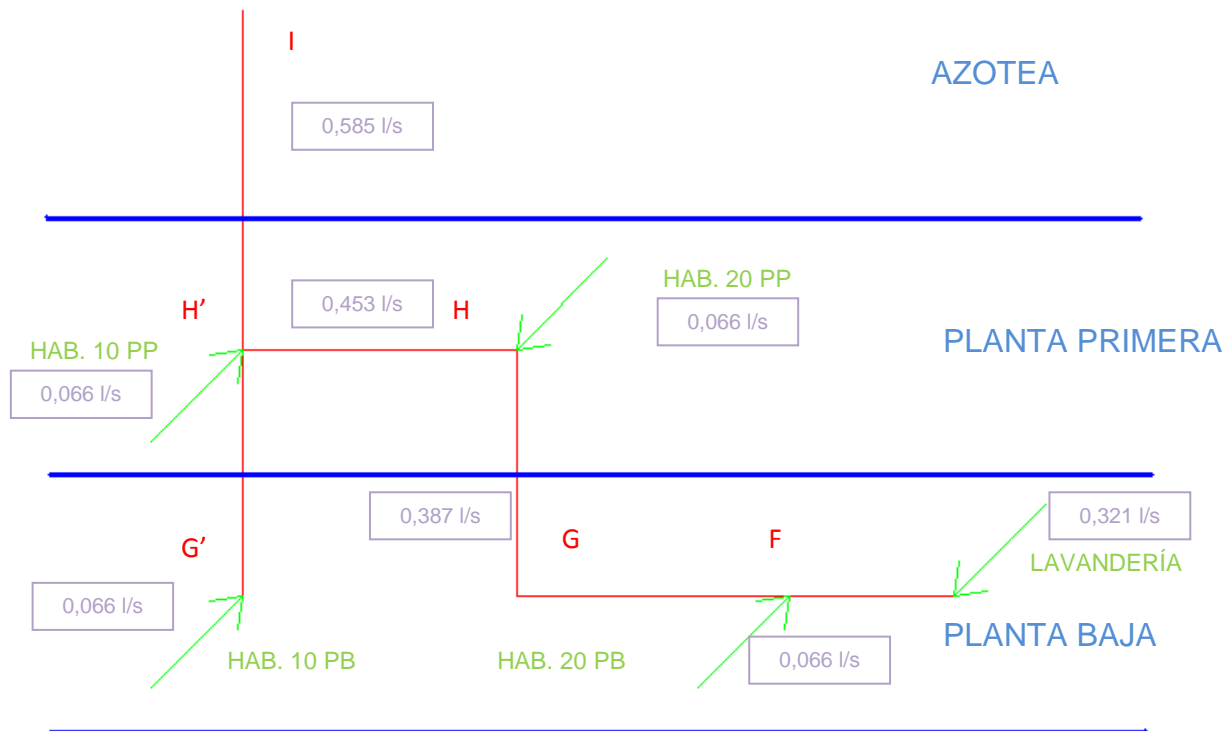 I
AZOTEA
0,585 l/s
HAB. 20 PP
H’
0,453 l/s
H
0,066 l/s
PLANTA PRIMERA
HAB. 10 PP
0,066 l/s
0,387 l/s
0,321 l/s
G’
G
F
LAVANDERÍA
0,066 l/s
PLANTA BAJA
HAB. 10 PB
HAB. 20 PB
0,066 l/s